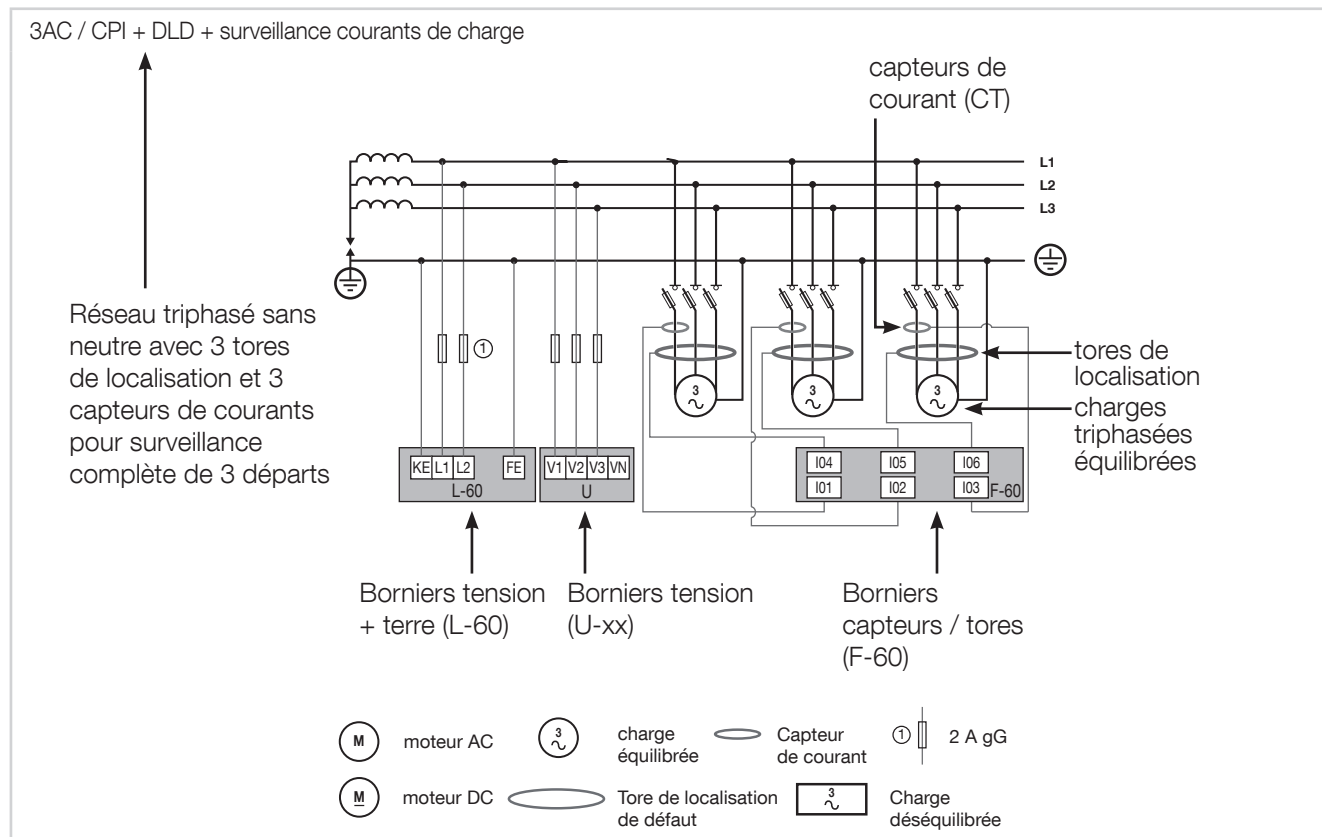 3AC / CPI + DLD + surveillance courants de charge
capteurs de
courant (CT)
L1
L2
L3
Réseau triphasé sans
neutre avec 3 tores
de localisation et 3
capteurs de courants
pour surveillance
complète de 3 départs
①
tores de
localisation
charges
triphasées
équilibrées
3
3
3
KE L1 L2 FE
L-60
V1 V2 V3 VN
U
I04 I05 I06
I01 I02 I03 F-60
Borniers tension
+ terre (L-60)
Borniers tension
(U-xx)
Borniers
capteurs / tores
(F-60)
M moteur AC
3 charge
équilibrée
Capteur
de courant
① 2 A gG
M moteur DC
Tore de localisation
de défaut
3 Charge
déséquilibrée